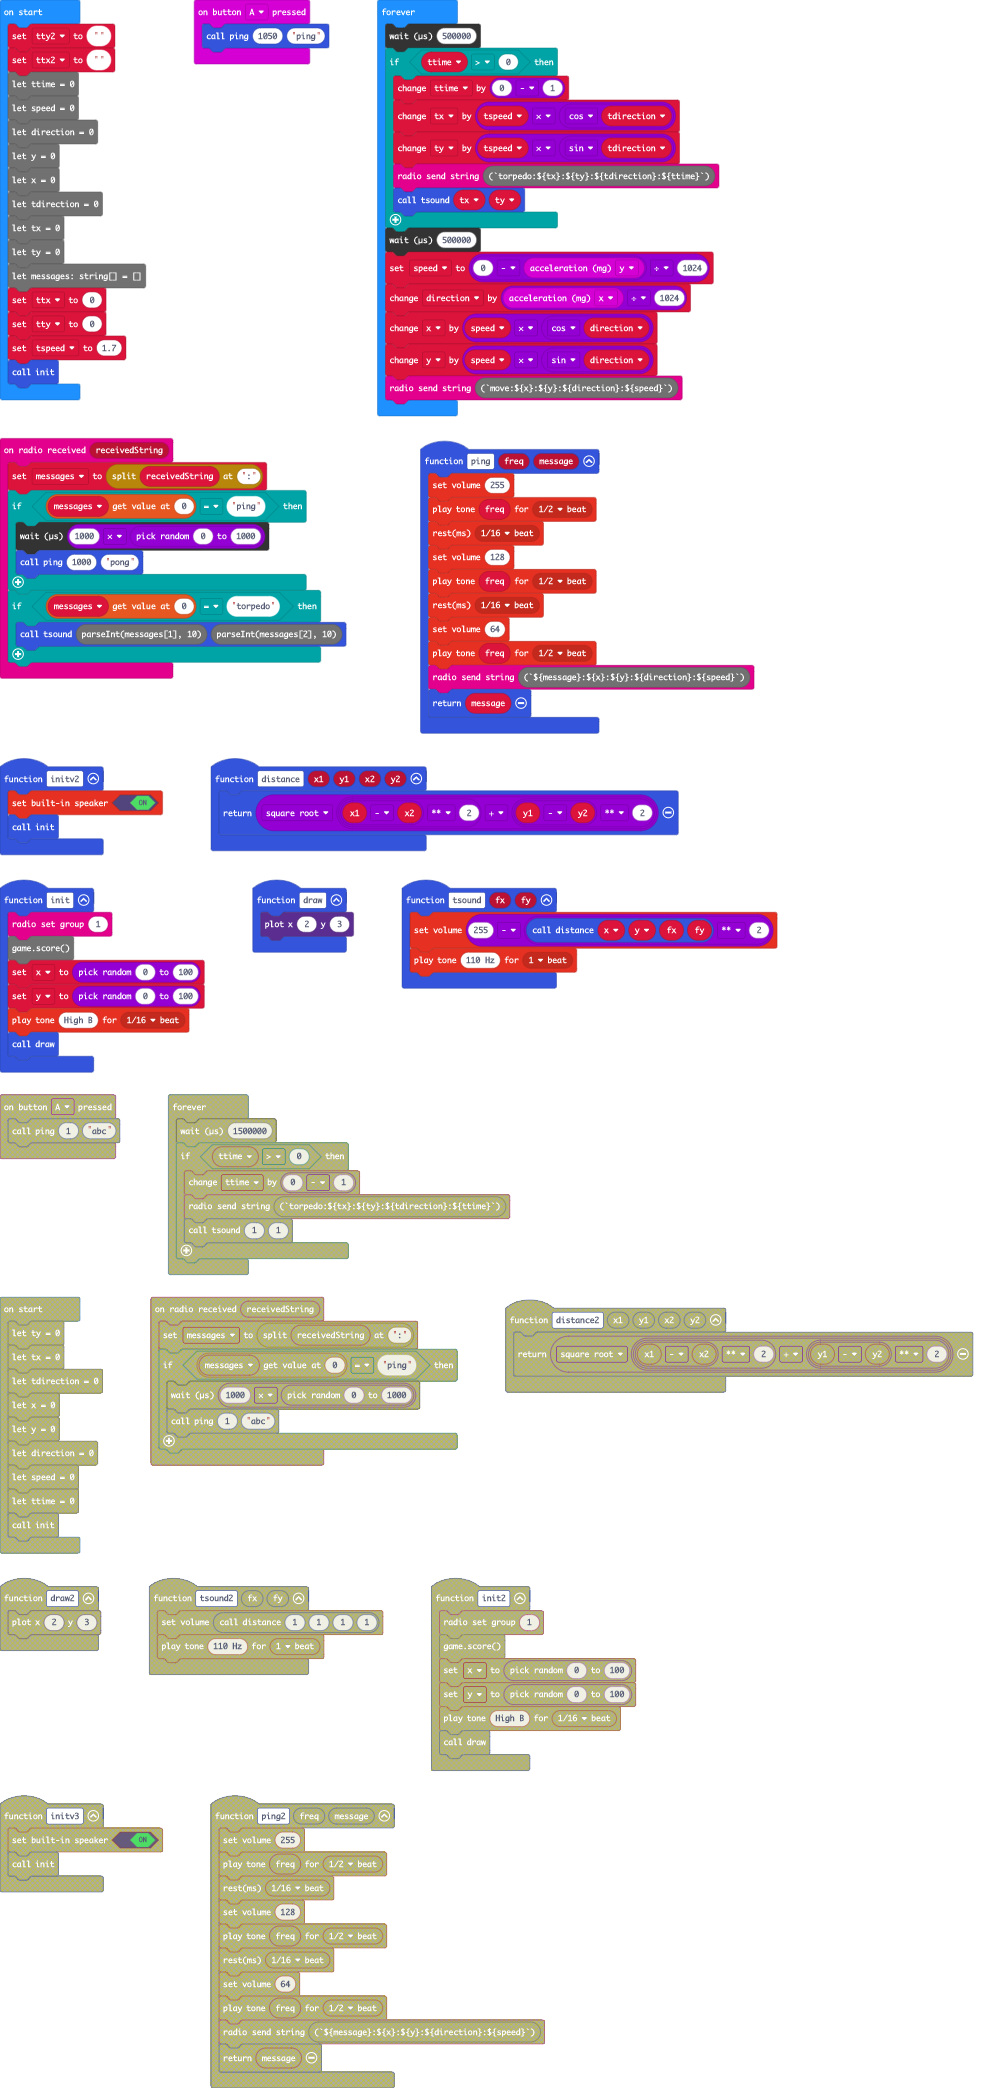 on start
set tty2 to " "
set ttx2 to " "
let ttime = 0
let speed = 0
let direction = 0
let y = 0
let x = 0
let tdirection = 0
let tx = 0
let ty = 0
let messages: string[] = []
set ttx to 0
set tty to 0
set tspeed to 1.7
call init
on button A pressed
call ping 1050 "ping"
forever
wait (µs) 500000
if ttime > 0 then
change ttime by 0 - 1
change tx by tspeed × cos tdirection
change ty by tspeed × sin tdirection
radio send string (`torpedo:${tx}:${ty}:${tdirection}:${ttime}`)
call tsound tx ty
wait (µs) 500000
set speed to 0 - acceleration (mg) y ÷ 1024
change direction by acceleration (mg) x ÷ 1024
change x by speed × cos direction
change y by speed × sin direction
radio send string (`move:${x}:${y}:${direction}:${speed}`)
on radio received receivedString
set messages to split receivedString at ":"
if messages get value at 0 = "ping" then
wait (µs) 1000 × pick random 0 to 1000
call ping 1000 "pong"
if messages get value at 0 = "torpedo" then
call tsound parseInt(messages[1], 10) parseInt(messages[2], 10)
function ping freq message
set volume 255
play tone freq for 1/2 beat
rest(ms) 1/16 beat
set volume 128
play tone freq for 1/2 beat
rest(ms) 1/16 beat
set volume 64
play tone freq for 1/2 beat
radio send string (`${message}:${x}:${y}:${direction}:${speed}`)
return message
function initv2
set built-in speaker ON
call init
function distance x1 y1 x2 y2
return square root x1 - x2 ** 2 + y1 - y2 ** 2
function init
radio set group 1
game.score()
set x to pick random 0 to 100
set y to pick random 0 to 100
play tone High B for 1/16 beat
call draw
function draw
plot x 2 y 3
function tsound fx fy
set volume 255 - call distance x y fx fy ** 2
play tone 110 Hz for 1 beat
on button A pressed
call ping 1 "abc"
forever
wait (µs) 1500000
if ttime > 0 then
change ttime by 0 - 1
radio send string (`torpedo:${tx}:${ty}:${tdirection}:${ttime}`)
call tsound 1 1
on start
let ty = 0
let tx = 0
let tdirection = 0
let x = 0
let y = 0
let direction = 0
let speed = 0
let ttime = 0
call init
on radio received receivedString
set messages to split receivedString at ":"
if messages get value at 0 = "ping" then
wait (µs) 1000 × pick random 0 to 1000
call ping 1 "abc"
function distance2 x1 y1 x2 y2
return square root x1 - x2 ** 2 + y1 - y2 ** 2
function draw2
plot x 2 y 3
function tsound2 fx fy
set volume call distance 1 1 1 1
play tone 110 Hz for 1 beat
function init2
radio set group 1
game.score()
set x to pick random 0 to 100
set y to pick random 0 to 100
play tone High B for 1/16 beat
call draw
function initv3
set built-in speaker ON
call init
function ping2 freq message
set volume 255
play tone freq for 1/2 beat
rest(ms) 1/16 beat
set volume 128
play tone freq for 1/2 beat
rest(ms) 1/16 beat
set volume 64
play tone freq for 1/2 beat
radio send string (`${message}:${x}:${y}:${direction}:${speed}`)
return message